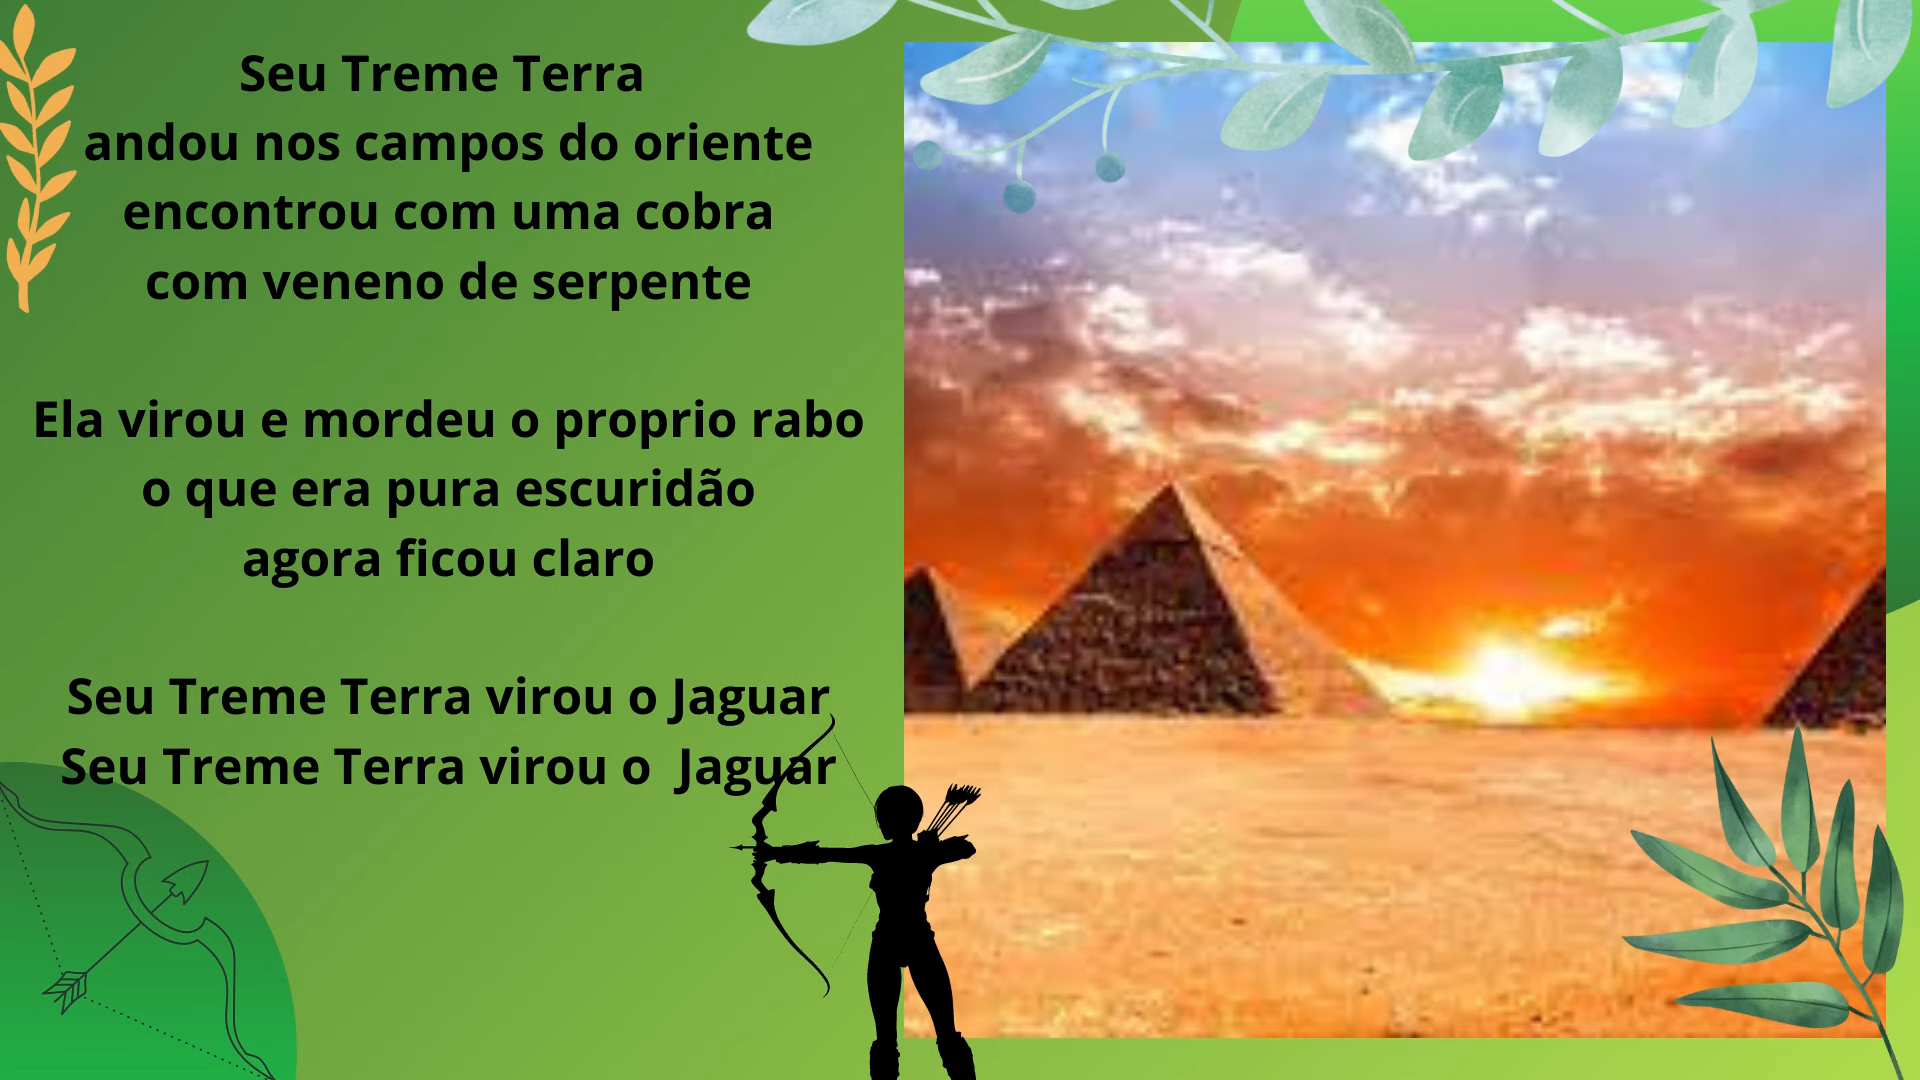 Seu Treme Terra
andou nos campos do oriente
encontrou com uma cobra
com veneno de serpente
Ela virou e mordeu o proprio rabo
o que era pura escuridão
agora ficou claro
Seu Treme Terra virou o Jaguar
Seu Treme Terra virou o  Jaguar